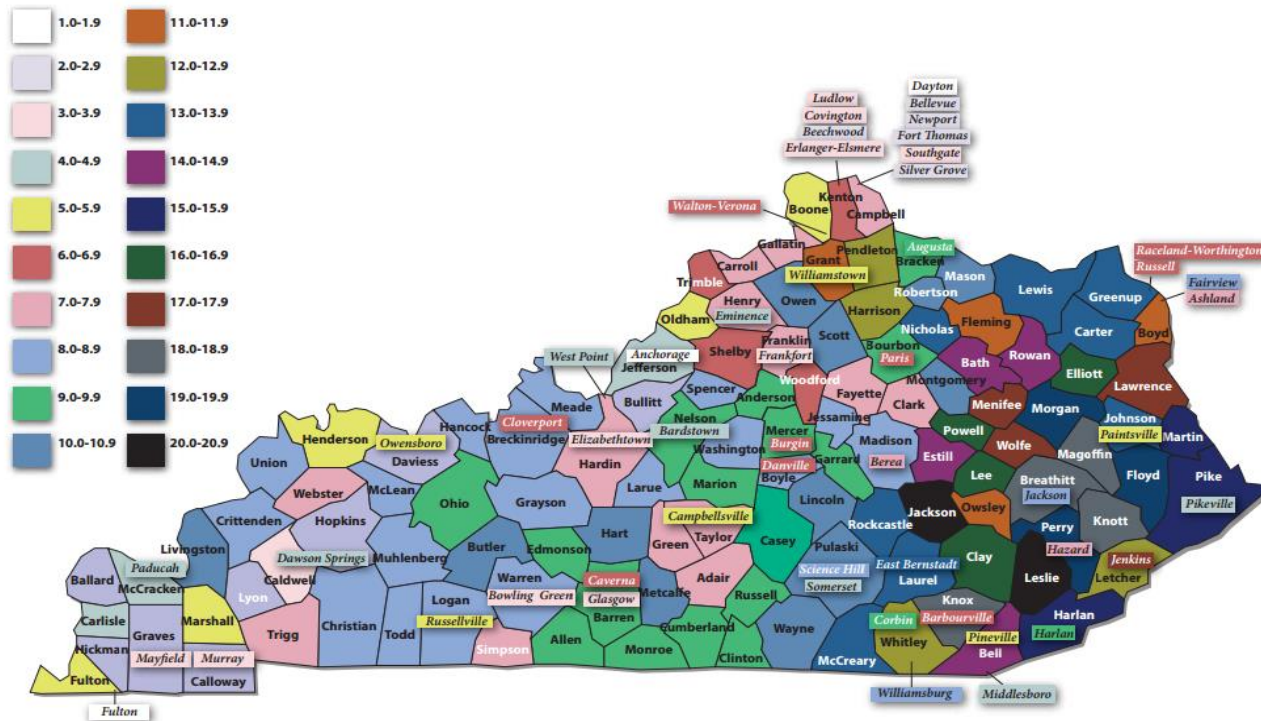 1.0-1.9
2.0-2.9
3.0-3.9
4.0-4.9
5.0-5.9
6.0-6.9
7.0-7.9
8.0-8.9
9.0-9.9
10.0-10.9
11.0-11.9
12.0-12.9
13.0-13.9
14.0-14.9
15.0-15.9
16.0-16.9
17.0-17.9
18.0-18.9
19.0-19.9
20.0-20.9
Ludlow
Covington
Beechwood
Erlanger-Elsmere
Dayton
Bellevue
Newport
Fort Thomas
Southgate
Silver Grove
Walton-Verona
Boone
Kenton
Campbell
Gallatin
Carroll
Trimble
Grant
Pendleton
Williamstown
Augusta
Bracken
Mason
Robertson
Lewis
Greenup
Raceland-Worthington
Russell
Fairview
Ashland
Boyd
Carter
Henry
Eminence
Owen
Harrison
Nicholas
Fleming
Oldham
Scott
Franklin
Frankfort
Bourbon
Paris
Bath
Rowan
Elliott
Lawrence
West Point
Anchorage
Jefferson
Shelby
Woodford
Fayette
Clark
Montgomery
Menifee
Morgan
Johnson
Paintsville
Martin
Meade
Bullitt
Spencer
Anderson
Jessamine
Powell
Wolfe
Magoffin
Hancock
Breckinridge
Cloverport
Elizabethtown
Nelson
Bardstown
Mercer
Burgin
Washington
Madison
Berea
Garrard
Estill
Lee
Breathitt
Jackson
Floyd
Pike
Pikeville
Henderson
Owensboro
Daviess
Union
Webster
McLean
Ohio
Grayson
Hardin
Larue
Marion
Danville
Boyle
Lincoln
Rockcastle
Jackson
Owsley
Perry
Hazard
Knott
Jenkins
Letcher
Crittenden
Hopkins
Dawson Springs
Muhlenberg
Butler
Edmonson
Hart
Green
Taylor
Campbellsville
Casey
Pulaski
Science Hill
Somerset
East Bernstadt
Laurel
Clay
Leslie
Harlan
Harlan
Livingston
Caldwell
Lyon
Ballard
Paducah
McCracken
Carlisle
Hickman
Graves
Mayfield
Marshall
Murray
Calloway
Fulton
Fulton
Trigg
Christian
Todd
Logan
Russellville
Warren
Bowling Green
Simpson
Allen
Caverna
Glasgow
Barren
Metcalfe
Adair
Russell
Monroe
Cumberland
Clinton
Wayne
McCreary
Whitley
Corbin
Knox
Barbourville
Pineville
Bell
Williamsburg
Middlesboro